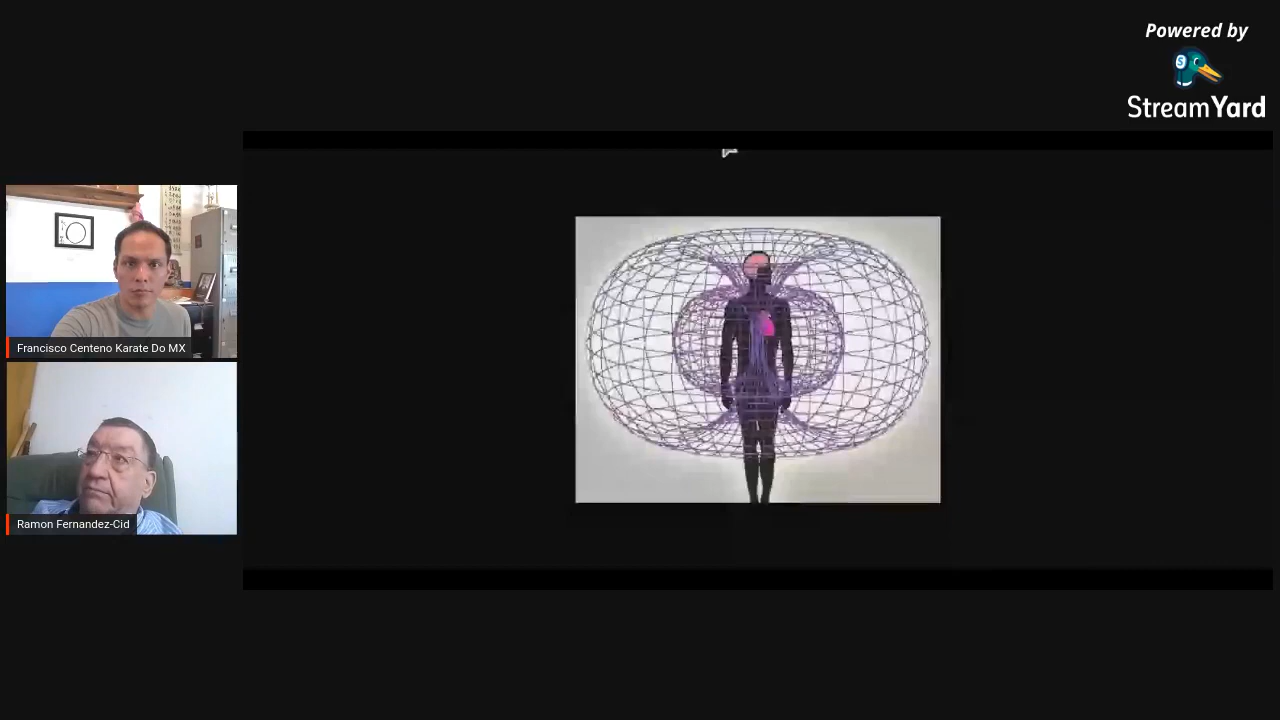 Powered by
StreamYard
Francisco Centeno Karate Do MX
Ramon Fernandez-Cid